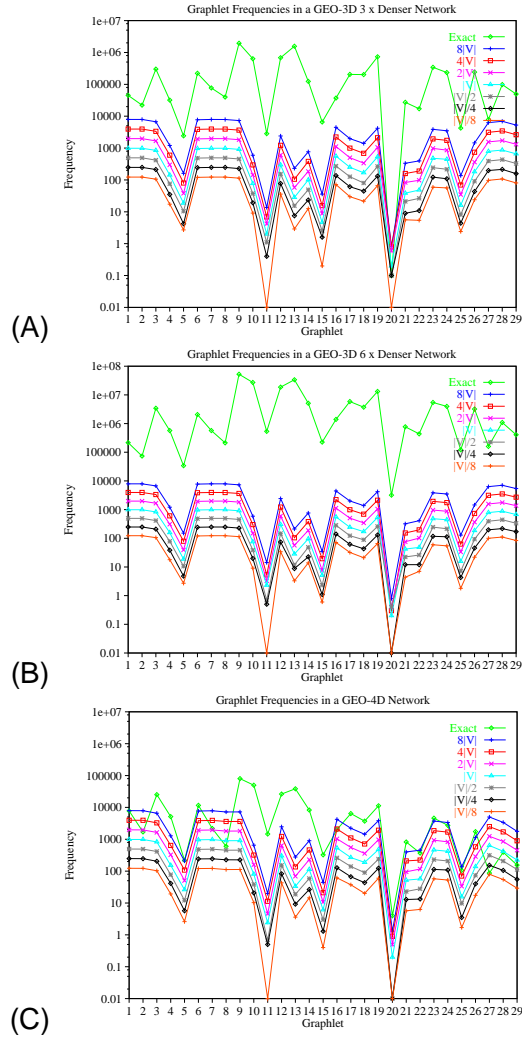 Graphlet Frequencies in a GEO-3D 3 x Denser Network
1e+07
1e+06
100000
10000
1000
100
10
1
0.1
0.01
Frequency
Exact
8|V|
4|V|
2|V|
|V|
|V|/2
|V|/4
|V|/8
1 2 3 4 5 6 7 8 9 10 11 12 13 14 15 16 17 18 19 20 21 22 23 24 25 26 27 28 29
Graphlet
(A)
Graphlet Frequencies in a GEO-3D 6 x Denser Network
1e+08
1e+07
1e+06
100000
10000
1000
100
10
1
0.1
0.01
Frequency
Exact
8|V|
4|V|
2|V|
|V|
|V|/2
|V|/4
|V|/8
1 2 3 4 5 6 7 8 9 10 11 12 13 14 15 16 17 18 19 20 21 22 23 24 25 26 27 28 29
Graphlet
(B)
Graphlet Frequencies in a GEO-4D Network
1e+07
1e+06
100000
10000
1000
100
10
1
0.1
0.01
Frequency
Exact
8|V|
4|V|
2|V|
|V|
|V|/2
|V|/4
|V|/8
1 2 3 4 5 6 7 8 9 10 11 12 13 14 15 16 17 18 19 20 21 22 23 24 25 26 27 28 29
Graphlet
(C)